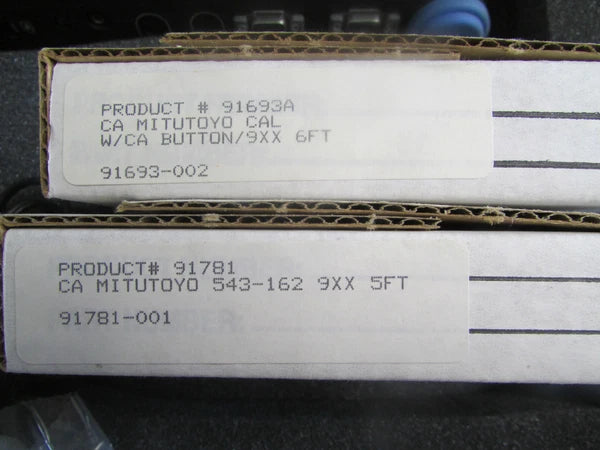 PRODUCT # 91693A
CA MITUTOYO CAL
W/CA BUTTON/9XX 6FT
91693-002
PRODUCT# 91781
CA MITUTOYO 543-162 9XX 5FT
91781-001